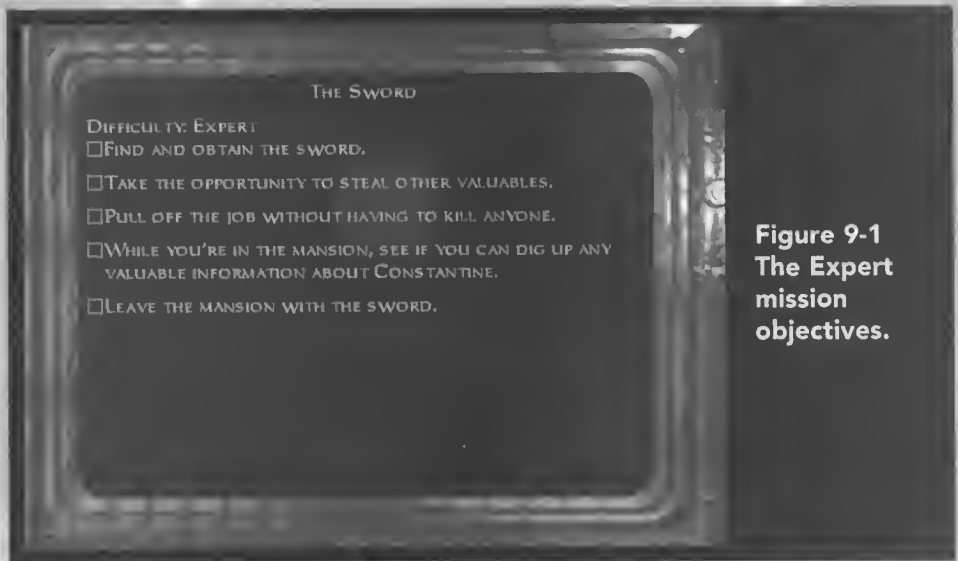 The Sword
Difficulty: Expert
Find and obtain the sword.
Take the opportunity to steal other valuables.
Pull off the job without having to kill anyone.
While you're in the mansion, see if you can dig up any
valuable information about Constantine.
Leave the mansion with the sword.
Figure 9-1
The Expert
mission
objectives.